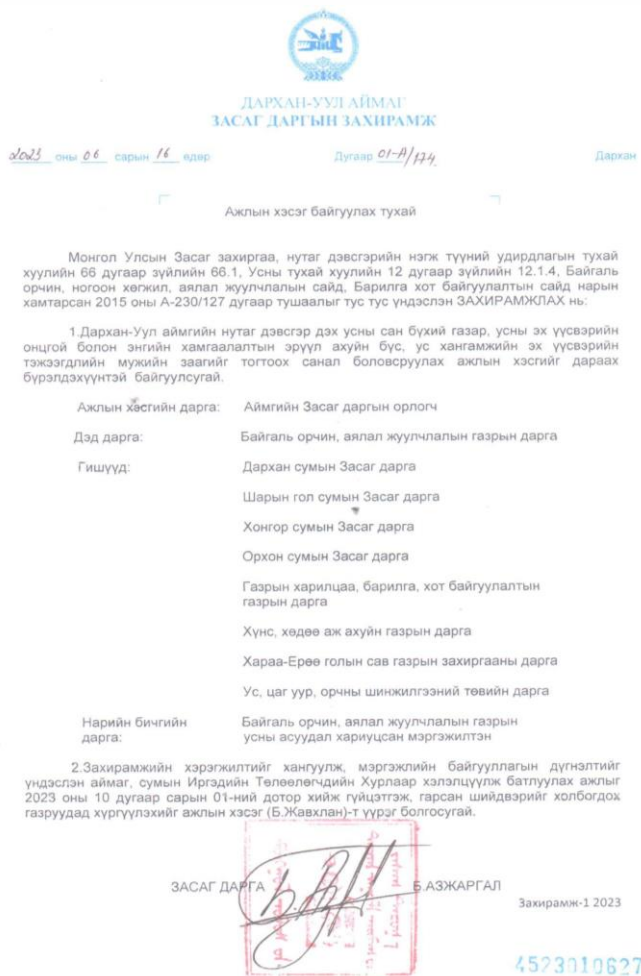 ДАРХАН-УУЛ АЙМАГ
ЗАСАГ ДАРГЫН ЗАХИРАМЖ
2023 оны 06 сарын 16 өдөр Дугаар 01-А/174 Дархан
Ажлын хэсэг байгуулах тухай
Монгол Улсын Засаг захиргаа, нутаг дэвсгэрийн нэгж түүний удирдлагын тухай
хуулийн 66 дугаар зүйлийн 66.1, Усны тухай хуулийн 12 дугаар зүйлийн 12.1.4, Байгаль
орчин, ногоон хөгжил, аялал жуулчлалын сайд, Барилга хот байгуулалтын сайд нарын
хамтарсан 2015 оны А-230/127 дугаар тушаалыг тус тус үндэслэн ЗАХИРАМЖЛАХ нь:
1.Дархан-Уул аймгийн нутаг дэвсгэр дэх усны сан бүхий газар, усны эх үүсвэрийн
онцгой болон энгийн хамгаалалтын эрүүл ахуйн бүс, ус хангамжийн эх үүсвэрийн
тэжээгдлийн мужийн заагийг тогтоох санал боловсруулах ажлын хэсгийг дараах
бүрэлдэхүүнтэй байгуулсугай.
Ажлын хэсгийн дарга: Аймгийн Засаг даргын орлогч
Дэд дарга: Байгаль орчин, аялал жуулчлалын газрын дарга
Гишүүд: Дархан сумын Засаг дарга
Шарын гол сумын Засаг дарга
Хонгор сумын Засаг дарга
Орхон сумын Засаг дарга
Газрын харилцаа, барилга, хот байгуулалтын
газрын дарга
Хүнс, хөдөө аж ахуйн газрын дарга
Хараа-Ерөө голын сав газрын захиргааны дарга
Ус, цаг уур, орчны шинжилгээний төвийн дарга
Нарийн бичгийн Байгаль орчин, аялал жуулчлалын газрын
дарга: усны асуудал хариуцсан мэргэжилтэн
2.Захирамжийн хэрэгжилтийг хангуулж, мэргэжлийн байгууллагын дүгнэлтийг
үндэслэн аймаг, сумын Иргэдийн Төлөөлөгчдийн Хурлаар хэлэлцүүлж батлуулах ажлыг
2023 оны 10 дугаар сарын 01-ний дотор хийж гүйцэтгэж, гарсан шийдвэрийг холбогдох
газруудад хүргүүлэхийг ажлын хэсэг (Б.Жавхлан)-т үүрэг болгосугай.
ЗАСАГ ДАРГА Б.АЗЖАРГАЛ
Захирамж-1 2023
4523010627